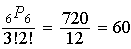 ₆P₆/3!2! = 720/12 = 60